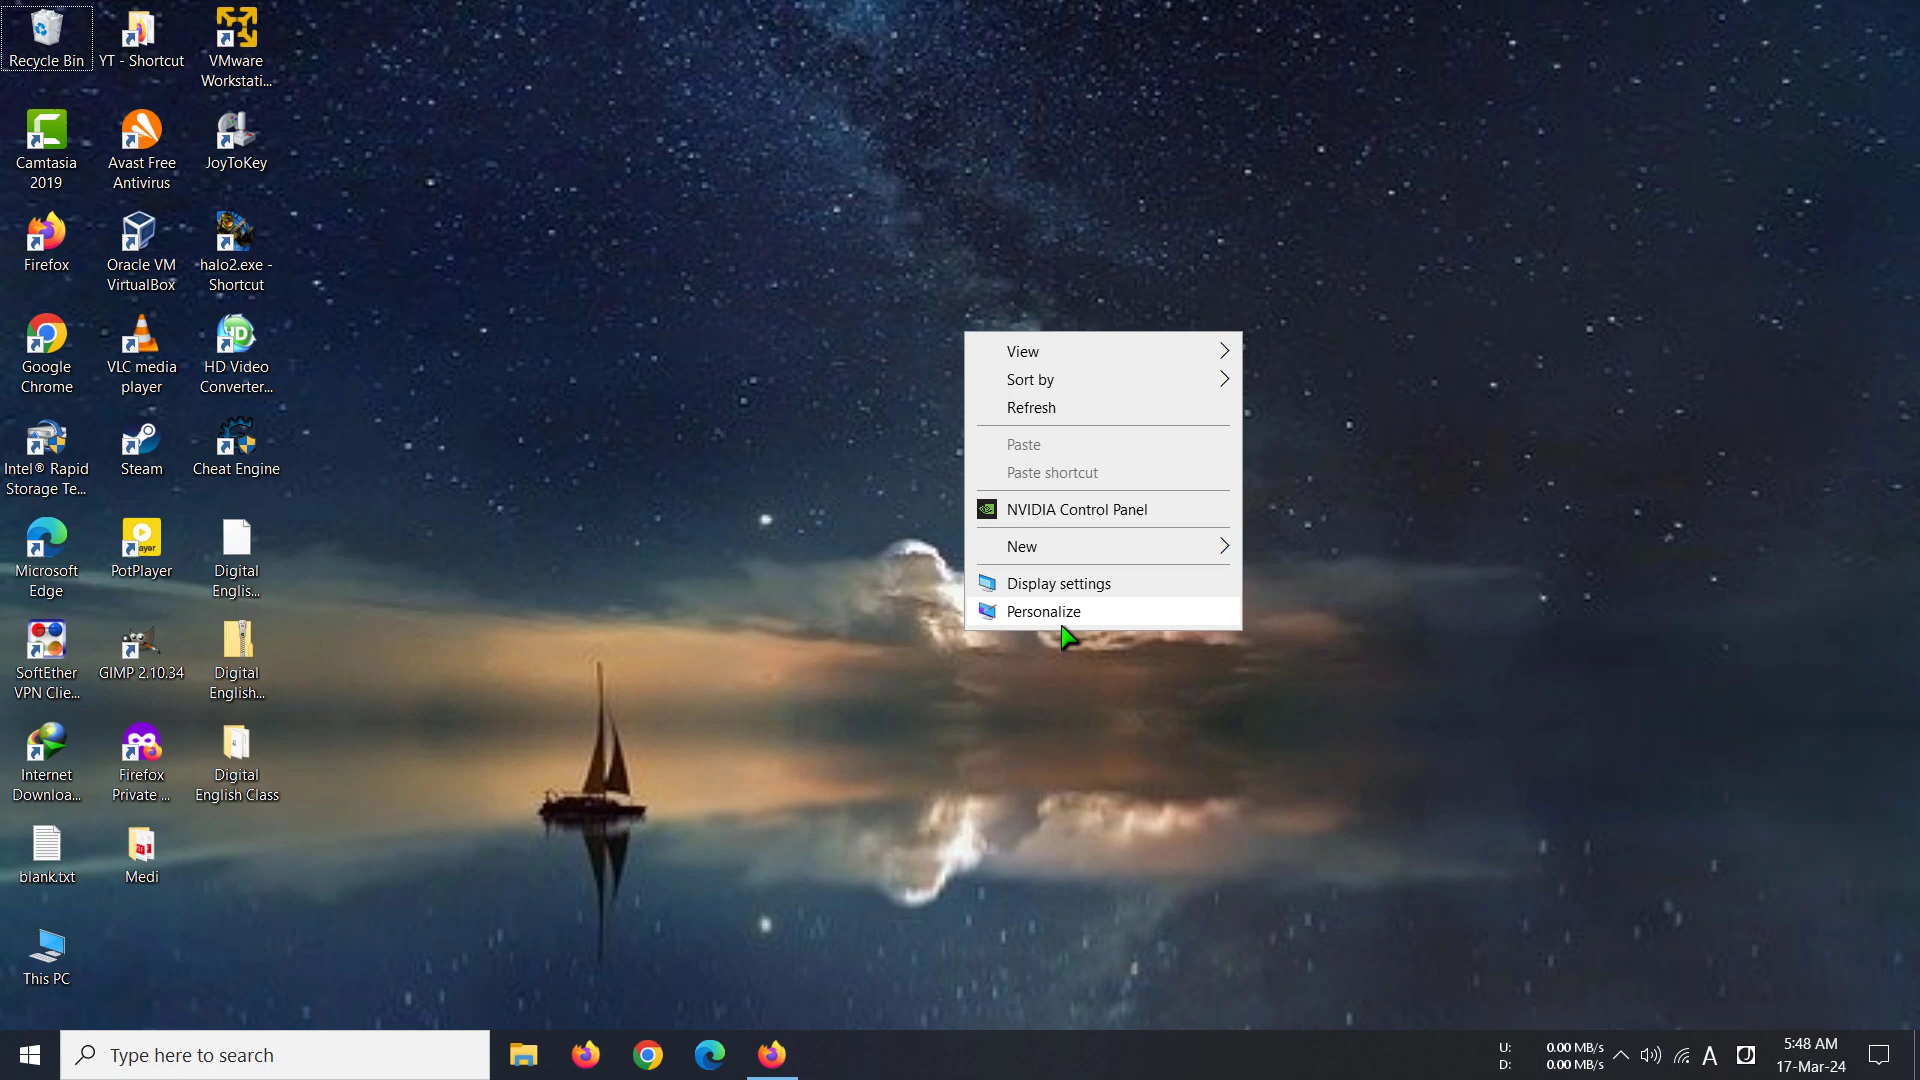 Recycle Bin
YT - Shortcut
VMware
Workstati...
Camtasia
2019
Avast Free
Antivirus
JoyToKey
Firefox
Oracle VM
VirtualBox
halo2.exe -
Shortcut
Google
Chrome
VLC media
player
HD Video
Converter...
Intel® Rapid
Storage Te...
Steam
Cheat Engine
Microsoft
Edge
PotPlayer
Digital
Englis...
SoftEther
VPN Clie...
GIMP 2.10.34
Digital
English...
Internet
Downloa...
Firefox
Private ...
Digital
English Class
blank.txt
Medi
This PC
View
Sort by
Refresh
Paste
Paste shortcut
NVIDIA Control Panel
New
Display settings
Personalize
Type here to search
U: 0.00 MB/s
D: 0.00 MB/s
A
5:48 AM
17-Mar-24